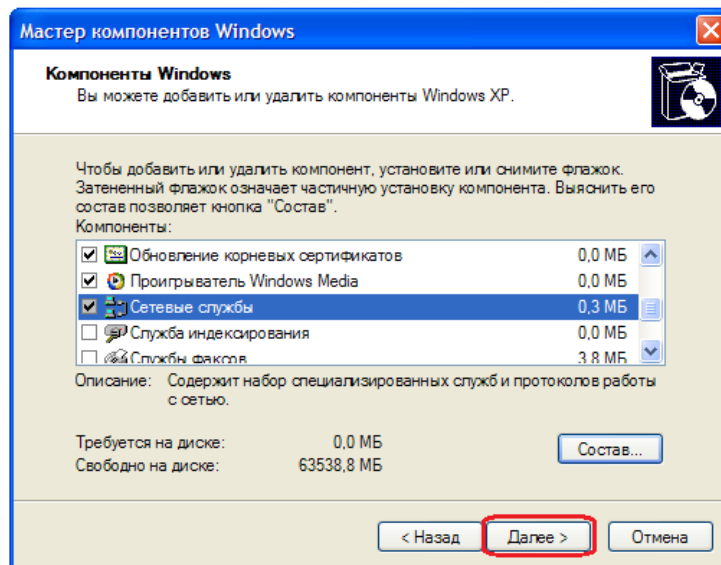 Мастер компонентов Windows
Компоненты Windows
Вы можете добавить или удалить компоненты Windows XP.
Чтобы добавить или удалить компонент, установите или снимите флажок.
Затененный флажок означает частичную установку компонента. Выяснить его
состав позволяет кнопка "Состав".
Компоненты:
Обновление корневых сертификатов 0,0 МБ
Проигрыватель Windows Media 0,0 МБ
Сетевые службы 0,3 МБ
Служба индексирования 0,0 МБ
Службы факсов 3,8 МБ
Описание: Содержит набор специализированных служб и протоколов работы
с сетью.
Требуется на диске: 0,0 МБ
Свободно на диске: 63538,8 МБ
Состав...
< Назад Далее > Отмена